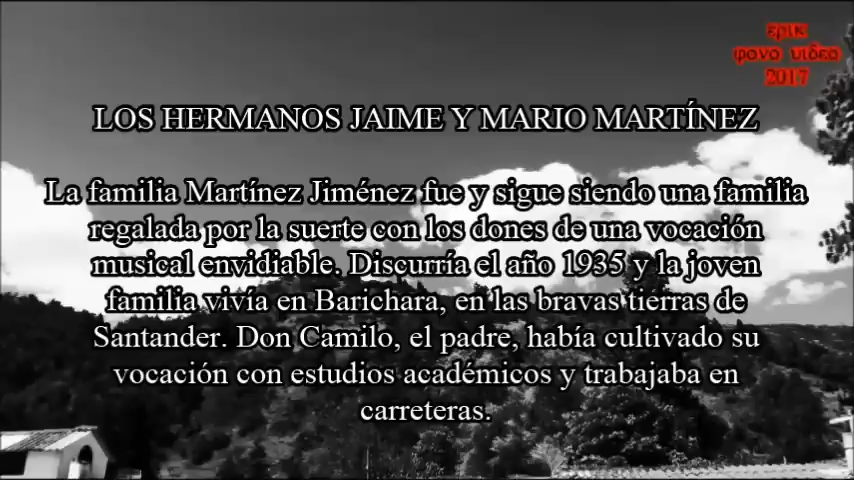 ερικ
φονο υιδεο
2017
LOS HERMANOS JAIME Y MARIO MARTÍNEZ
La familia Martínez Jiménez fue y sigue siendo una familia
regalada por la suerte con los dones de una vocación
musical envidiable. Discurría el año 1935 y la joven
familia vivía en Barichara, en las bravas tierras de
Santander. Don Camilo, el padre, había cultivado su
vocación con estudios académicos y trabajaba en
carreteras.